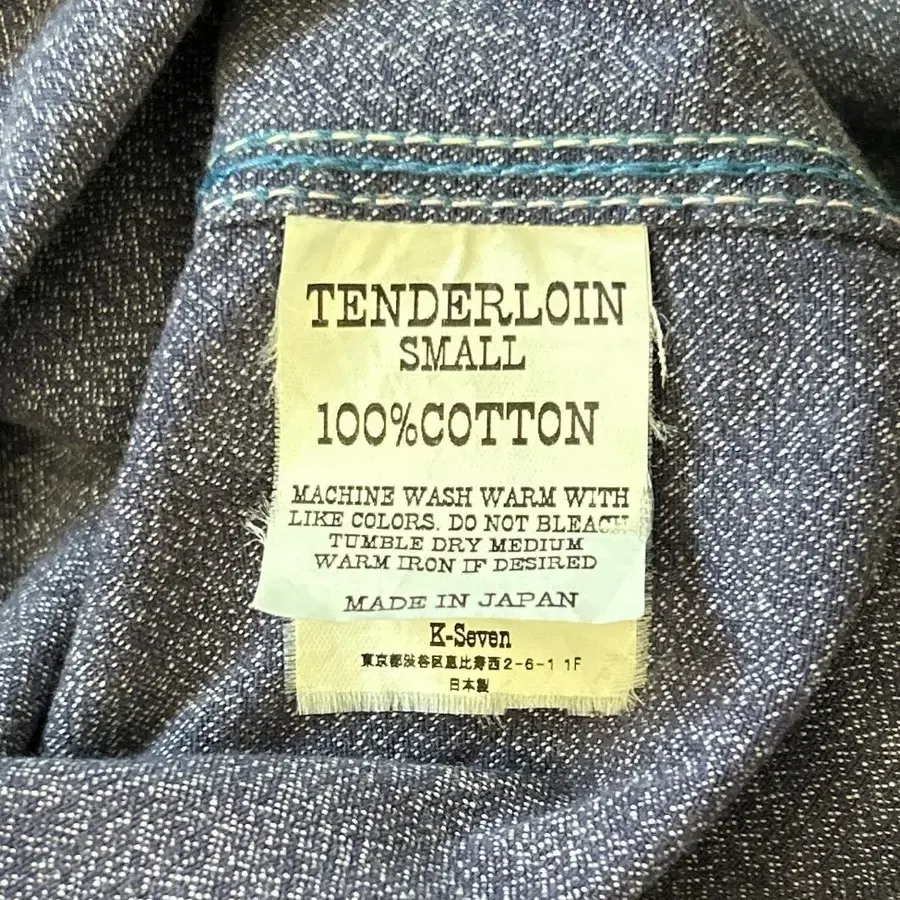 TENDERLOIN
SMALL
100%COTTON
MACHINE WASH WARM WITH
LIKE COLORS. DO NOT BLEACH.
TUMBLE DRY MEDIUM
WARM IRON IF DESIRED
MADE IN JAPAN
K-Seven
東京都渋谷区恵比寿西2-6-1 1F
日本製